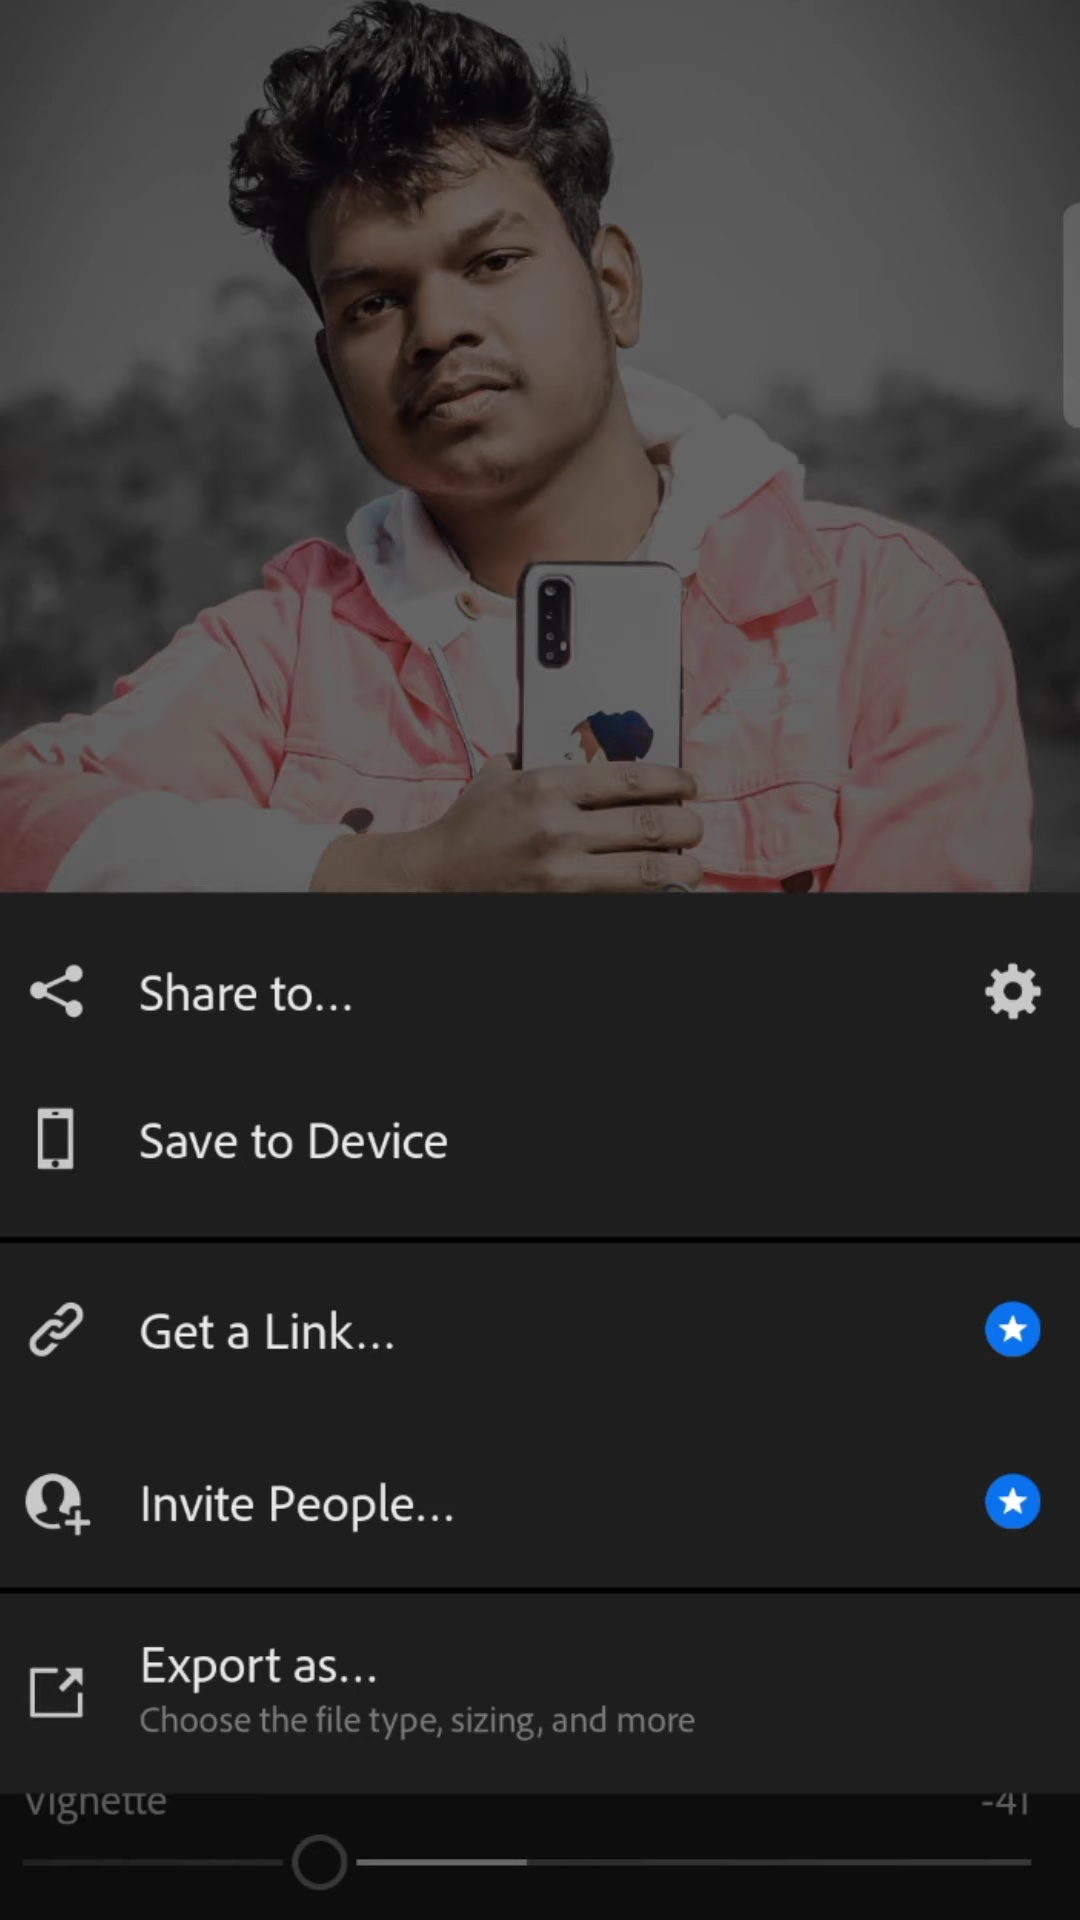 Share to...
Save to Device
Get a Link...
Invite People...
Export as...
Choose the file type, sizing, and more
Vignette -41